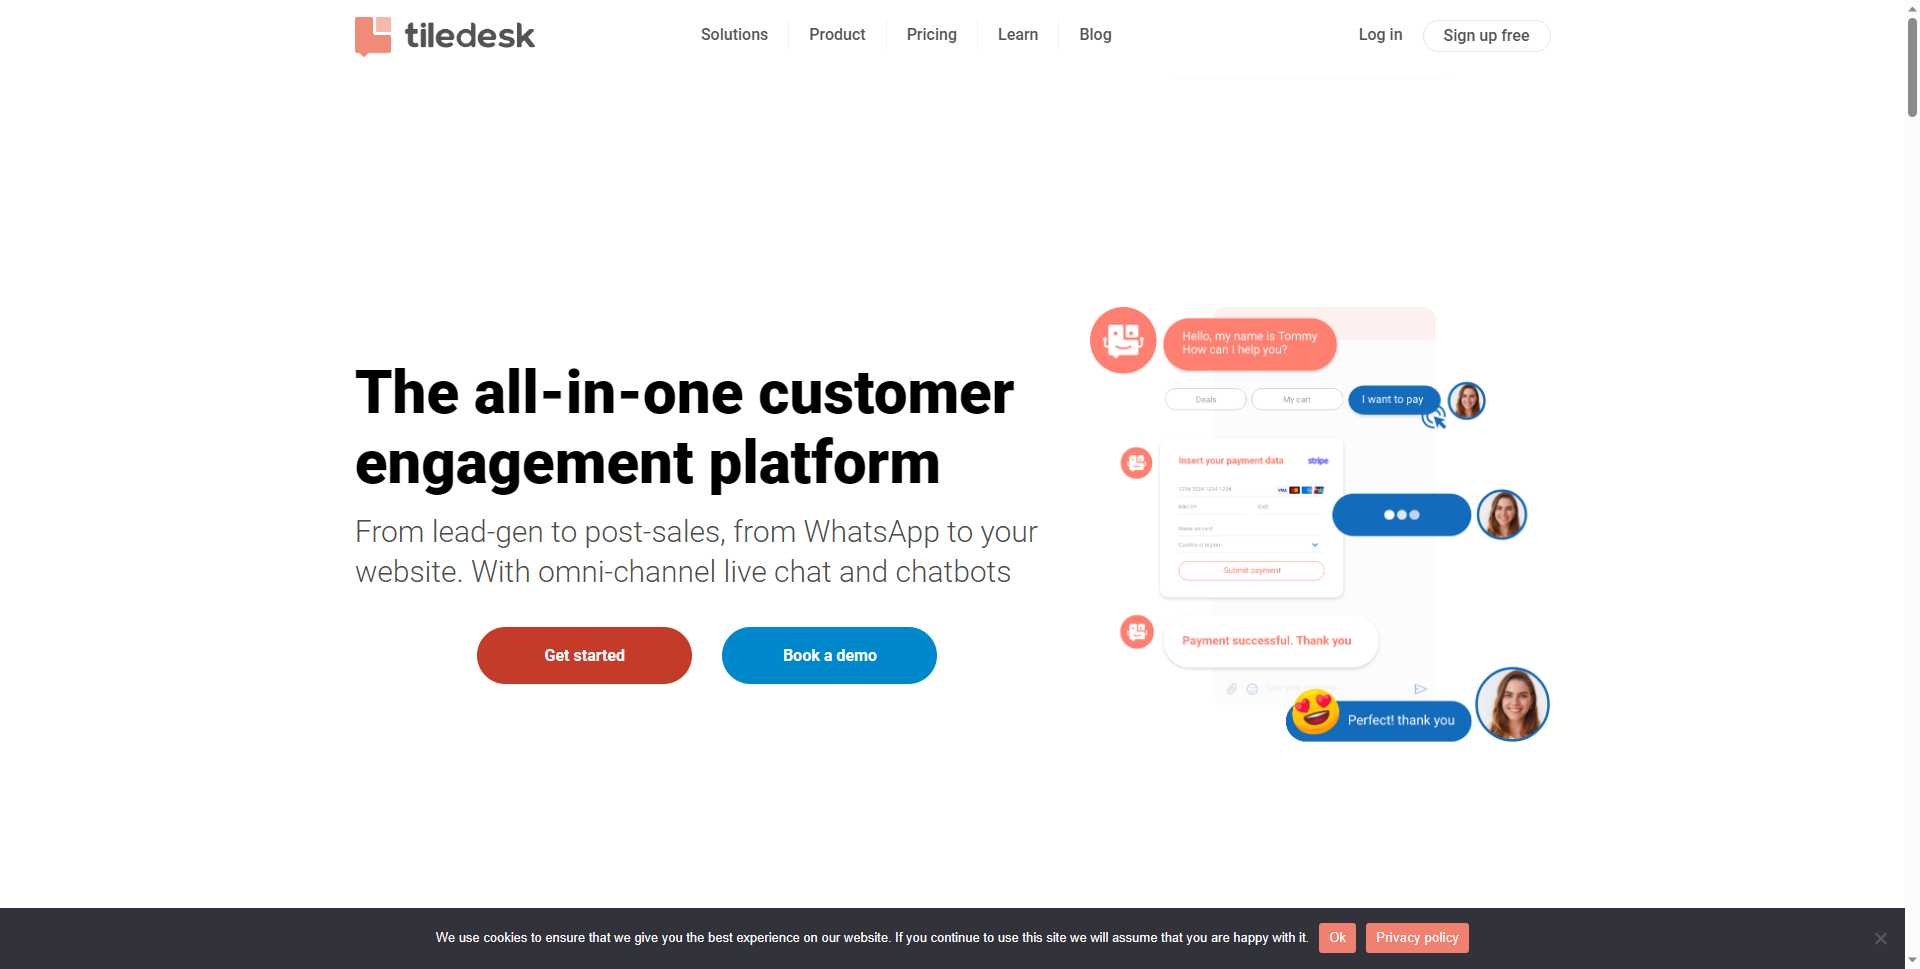 tiledesk
Solutions
Product
Pricing
Learn
Blog
Log in
Sign up free
The all-in-one customer
engagement platform
From lead-gen to post-sales, from WhatsApp to your
website. With omni-channel live chat and chatbots
Get started
Book a demo
Hello, my name is Tommy
How can I help you?
Deals
My cart
I want to pay
Insert your payment data
stripe
Submit payment
Payment successful. Thank you
Perfect! thank you
We use cookies to ensure that we give you the best experience on our website. If you continue to use this site we will assume that you are happy with it.
Ok
Privacy policy